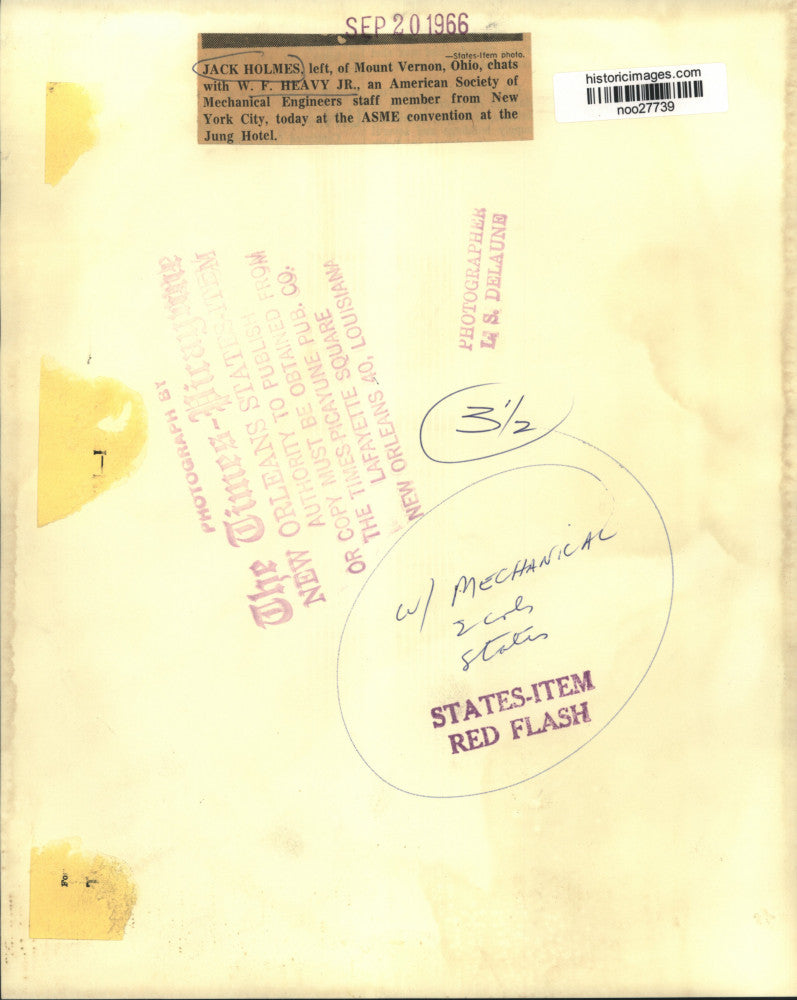 SEP 20 1966
—States-Item photo.
JACK HOLMES, left, of Mount Vernon, Ohio, chats
with W. F. HEAVY JR., an American Society of
Mechanical Engineers staff member from New
York City, today at the ASME convention at the
Jung Hotel.
historicimages.com
noo27739
PHOTOGRAPHER
L. S. DELAUNE
PHOTOGRAPH BY
The Times-Picayune
NEW ORLEANS STATES-ITEM
AUTHORITY TO PUBLISH
OR COPY MUST BE OBTAINED FROM
THE TIMES-PICAYUNE PUB. CO.
LAFAYETTE SQUARE
NEW ORLEANS 40, LOUISIANA
3 1/2
w/ MECHANICAL
2 cols
States
STATES-ITEM
RED FLASH
Fo